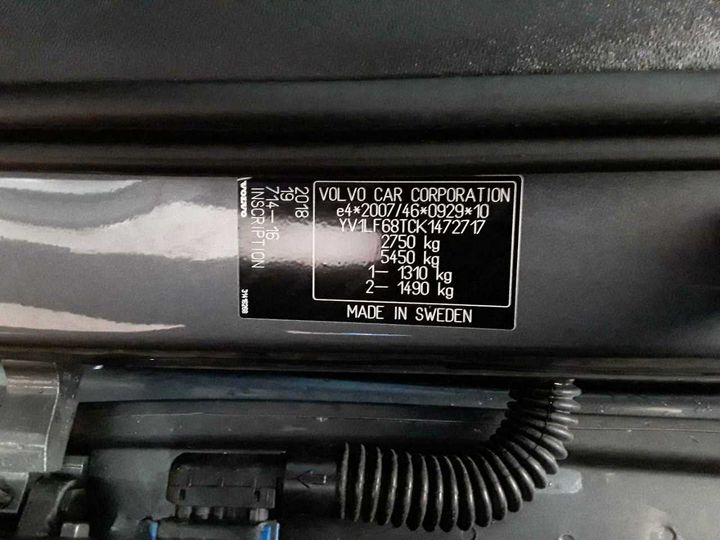 VOLVO CAR CORPORATION
e4*2007/46*0929*10
YV1LF68TCK1472717
2750 kg
5450 kg
1– 1310 kg
2– 1490 kg
MADE IN SWEDEN
2018
19
714–16
INSCRIPTION
VOLVO
31416288